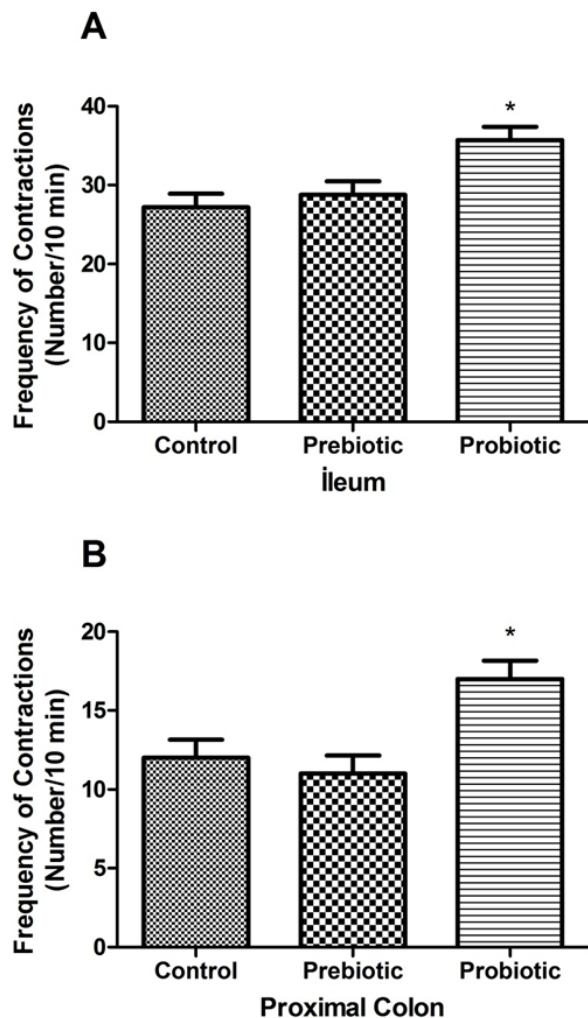 A
Frequency of Contractions
(Number/10 min)
40
30
20
10
0
*
Control Prebiotic Probiotic
İleum
B
Frequency of Contractions
(Number/10 min)
20
15
10
5
0
*
Control Prebiotic Probiotic
Proximal Colon